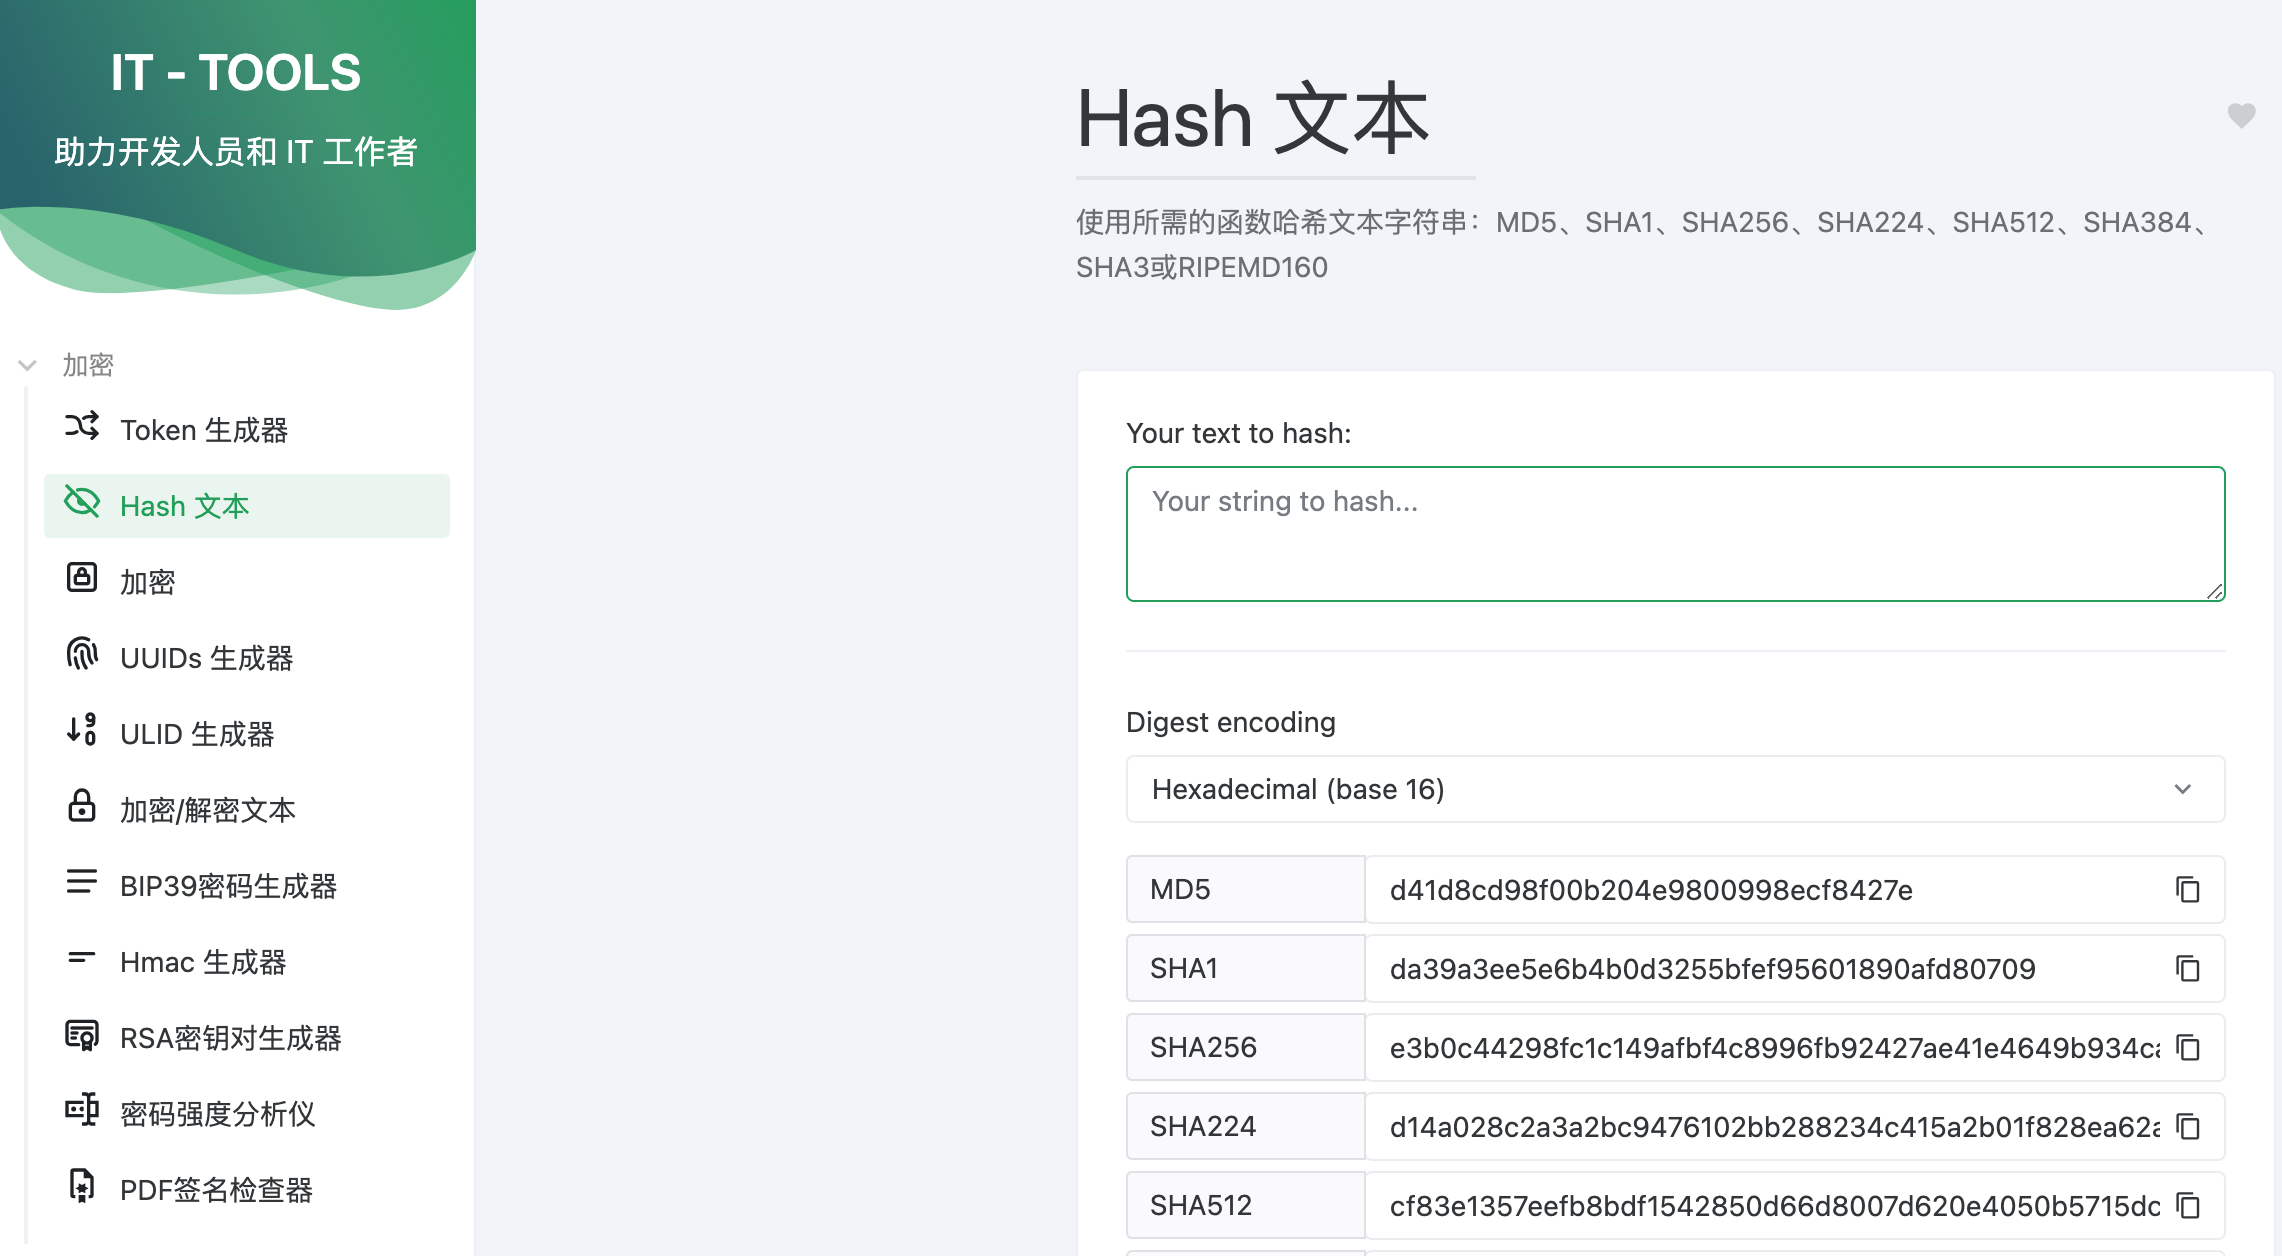 IT - TOOLS
助力开发人员和 IT 工作者
加密
Token 生成器
Hash 文本
加密
UUIDs 生成器
ULID 生成器
加密/解密文本
BIP39密码生成器
Hmac 生成器
RSA密钥对生成器
密码强度分析仪
PDF签名检查器
Hash 文本
使用所需的函数哈希文本字符串：MD5、SHA1、SHA256、SHA224、SHA512、SHA384、
SHA3或RIPEMD160
Your text to hash:
Your string to hash...
Digest encoding
Hexadecimal (base 16)
MD5 d41d8cd98f00b204e9800998ecf8427e
SHA1 da39a3ee5e6b4b0d3255bfef95601890afd80709
SHA256 e3b0c44298fc1c149afbf4c8996fb92427ae41e4649b934ca
SHA224 d14a028c2a3a2bc9476102bb288234c415a2b01f828ea62a
SHA512 cf83e1357eefb8bdf1542850d66d8007d620e4050b5715dc